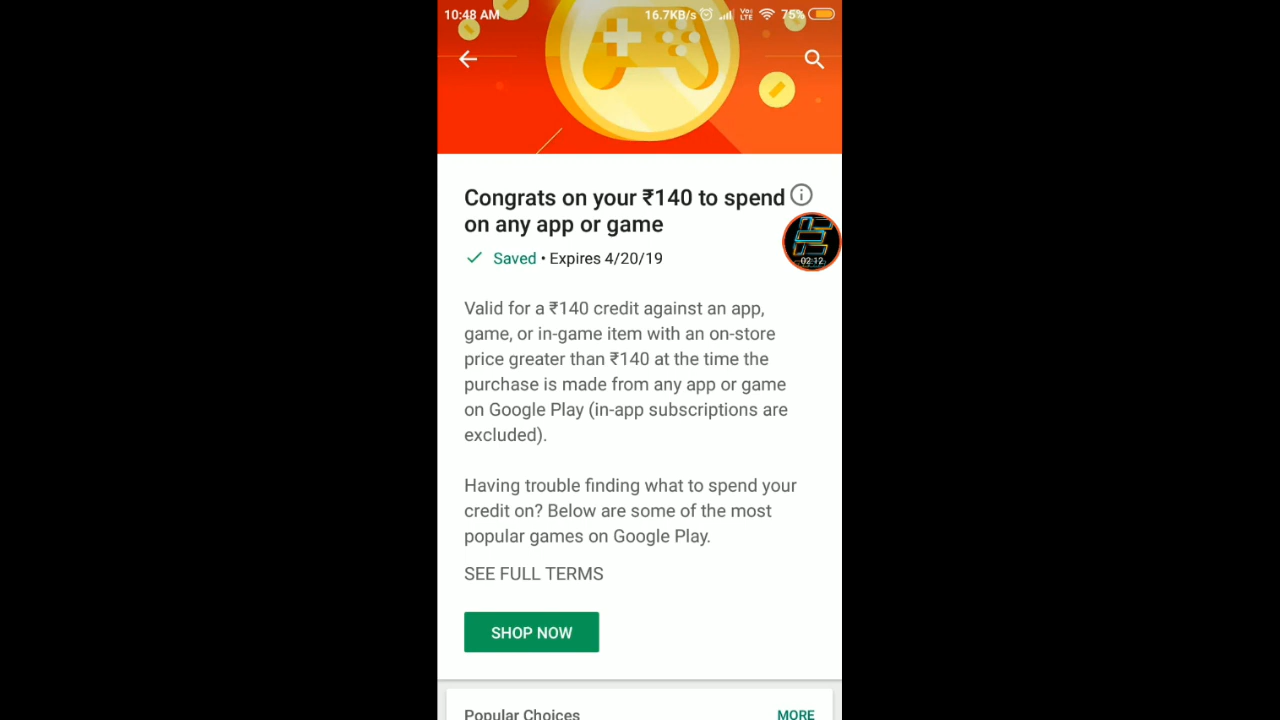 10:48 AM 16.7KB/s Vo LTE 75%
Congrats on your ₹140 to spend
on any app or game
Saved • Expires 4/20/19
02:12
Valid for a ₹140 credit against an app,
game, or in-game item with an on-store
price greater than ₹140 at the time the
purchase is made from any app or game
on Google Play (in-app subscriptions are
excluded).
Having trouble finding what to spend your
credit on? Below are some of the most
popular games on Google Play.
SEE FULL TERMS
SHOP NOW
Popular Choices MORE